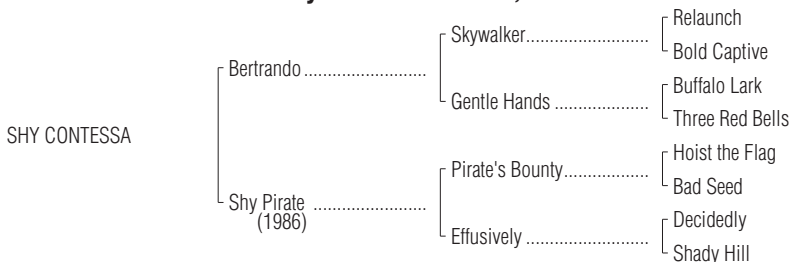 Relaunch
Skywalker..............................
Bold Captive
Bertrando ..........................
Buffalo Lark
Gentle Hands .......................
Three Red Bells
SHY CONTESSA
Hoist the Flag
Pirate's Bounty.....................
Bad Seed
Shy Pirate ........................
(1986)
Decidedly
Effusively .............................
Shady Hill